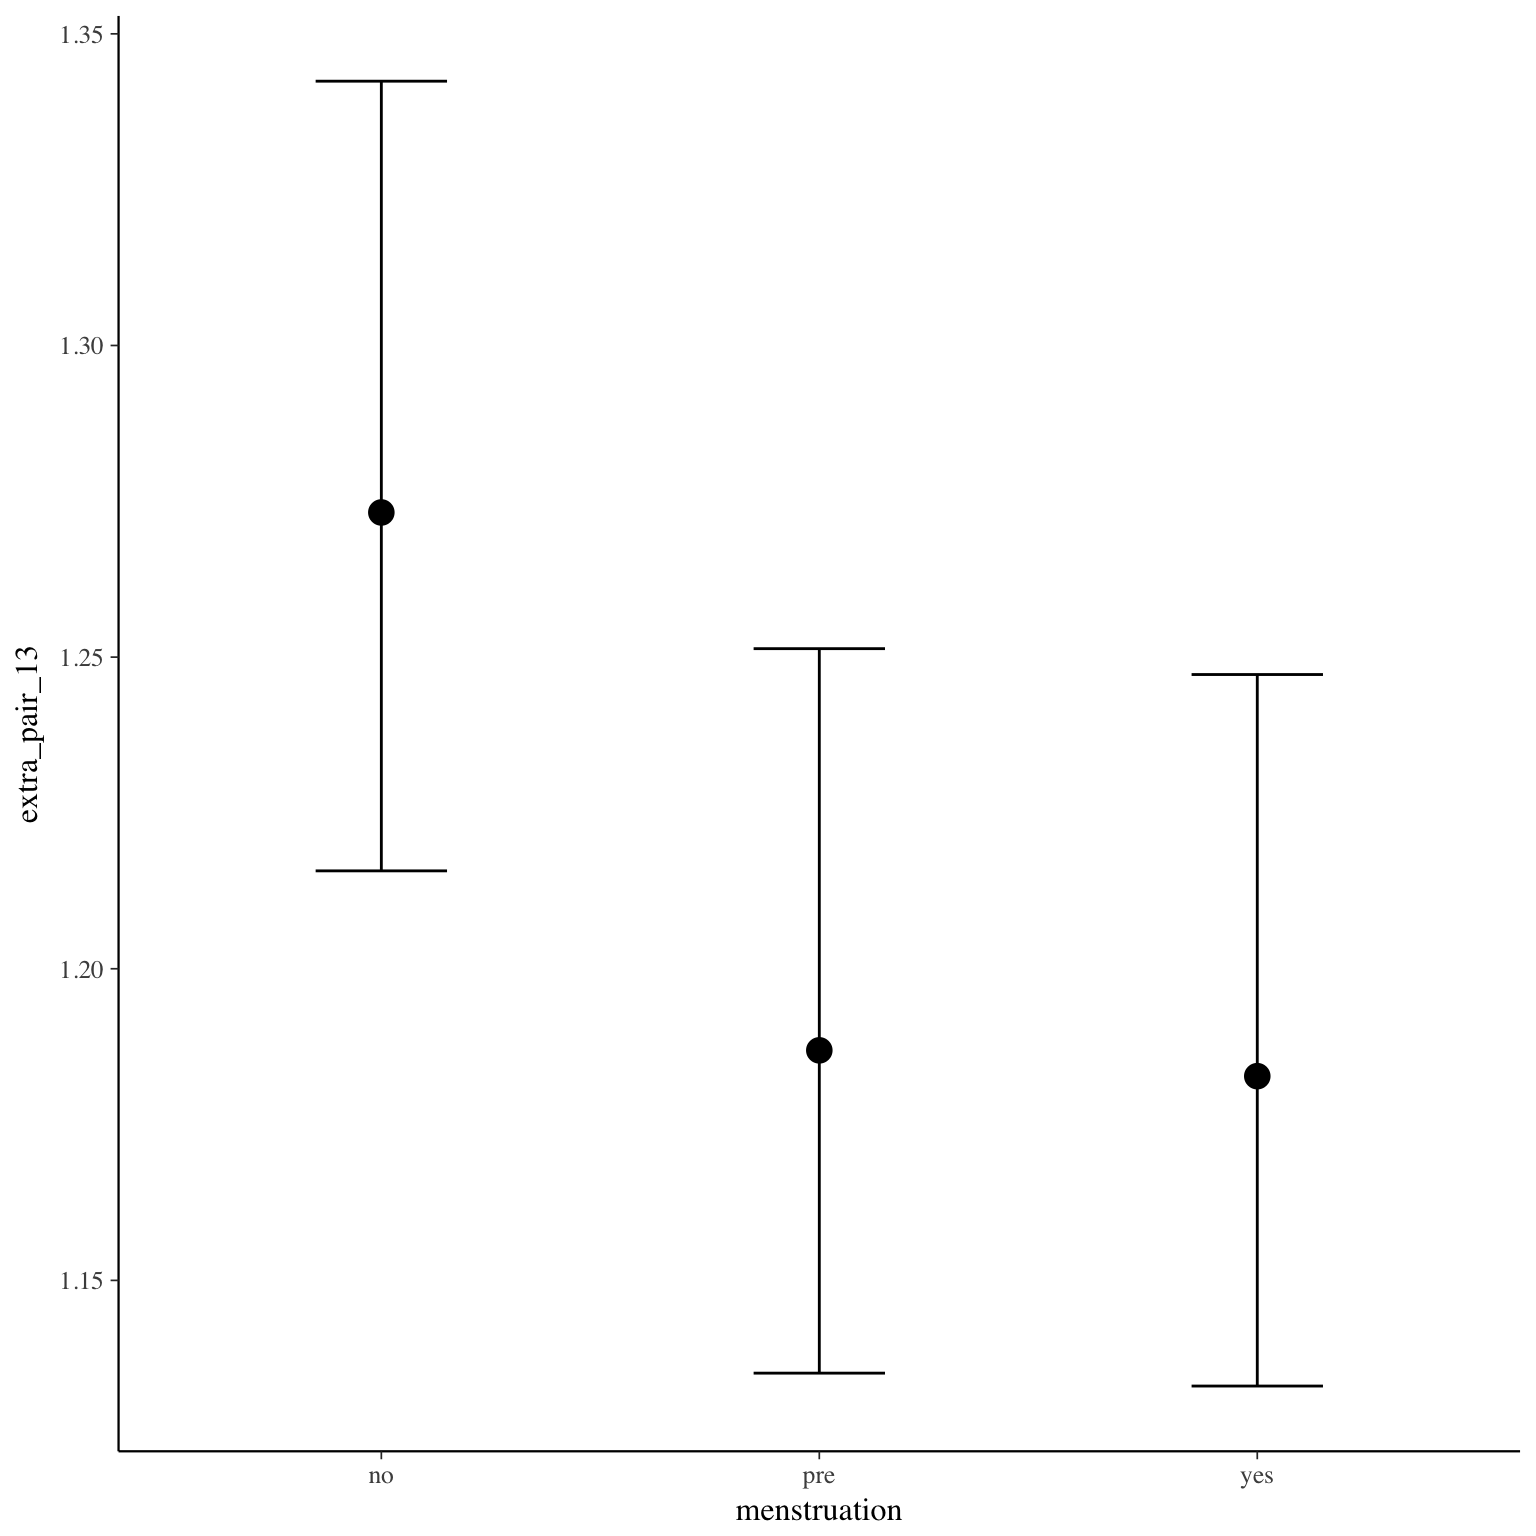 1.35
1.30
1.25
1.20
1.15
extra_pair_13
no pre yes
menstruation